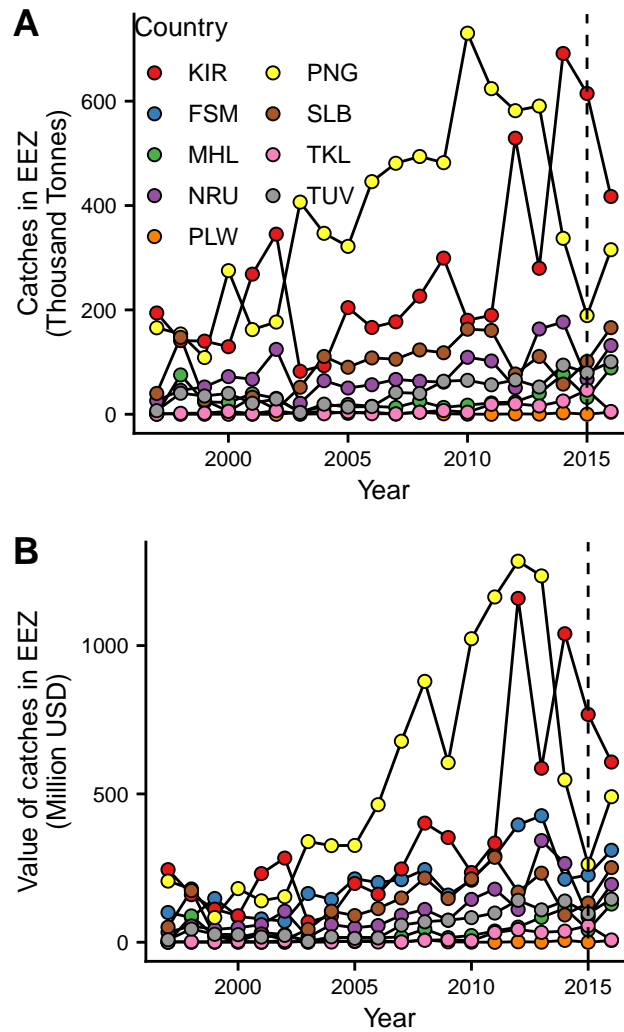 A
Country
KIR PNG
FSM SLB
MHL TKL
NRU TUV
PLW
Catches in EEZ
(Thousand Tonnes)
600
400
200
0
2000 2005 2010 2015
Year
B
Value of catches in EEZ
(Million USD)
1000
500
0
2000 2005 2010 2015
Year